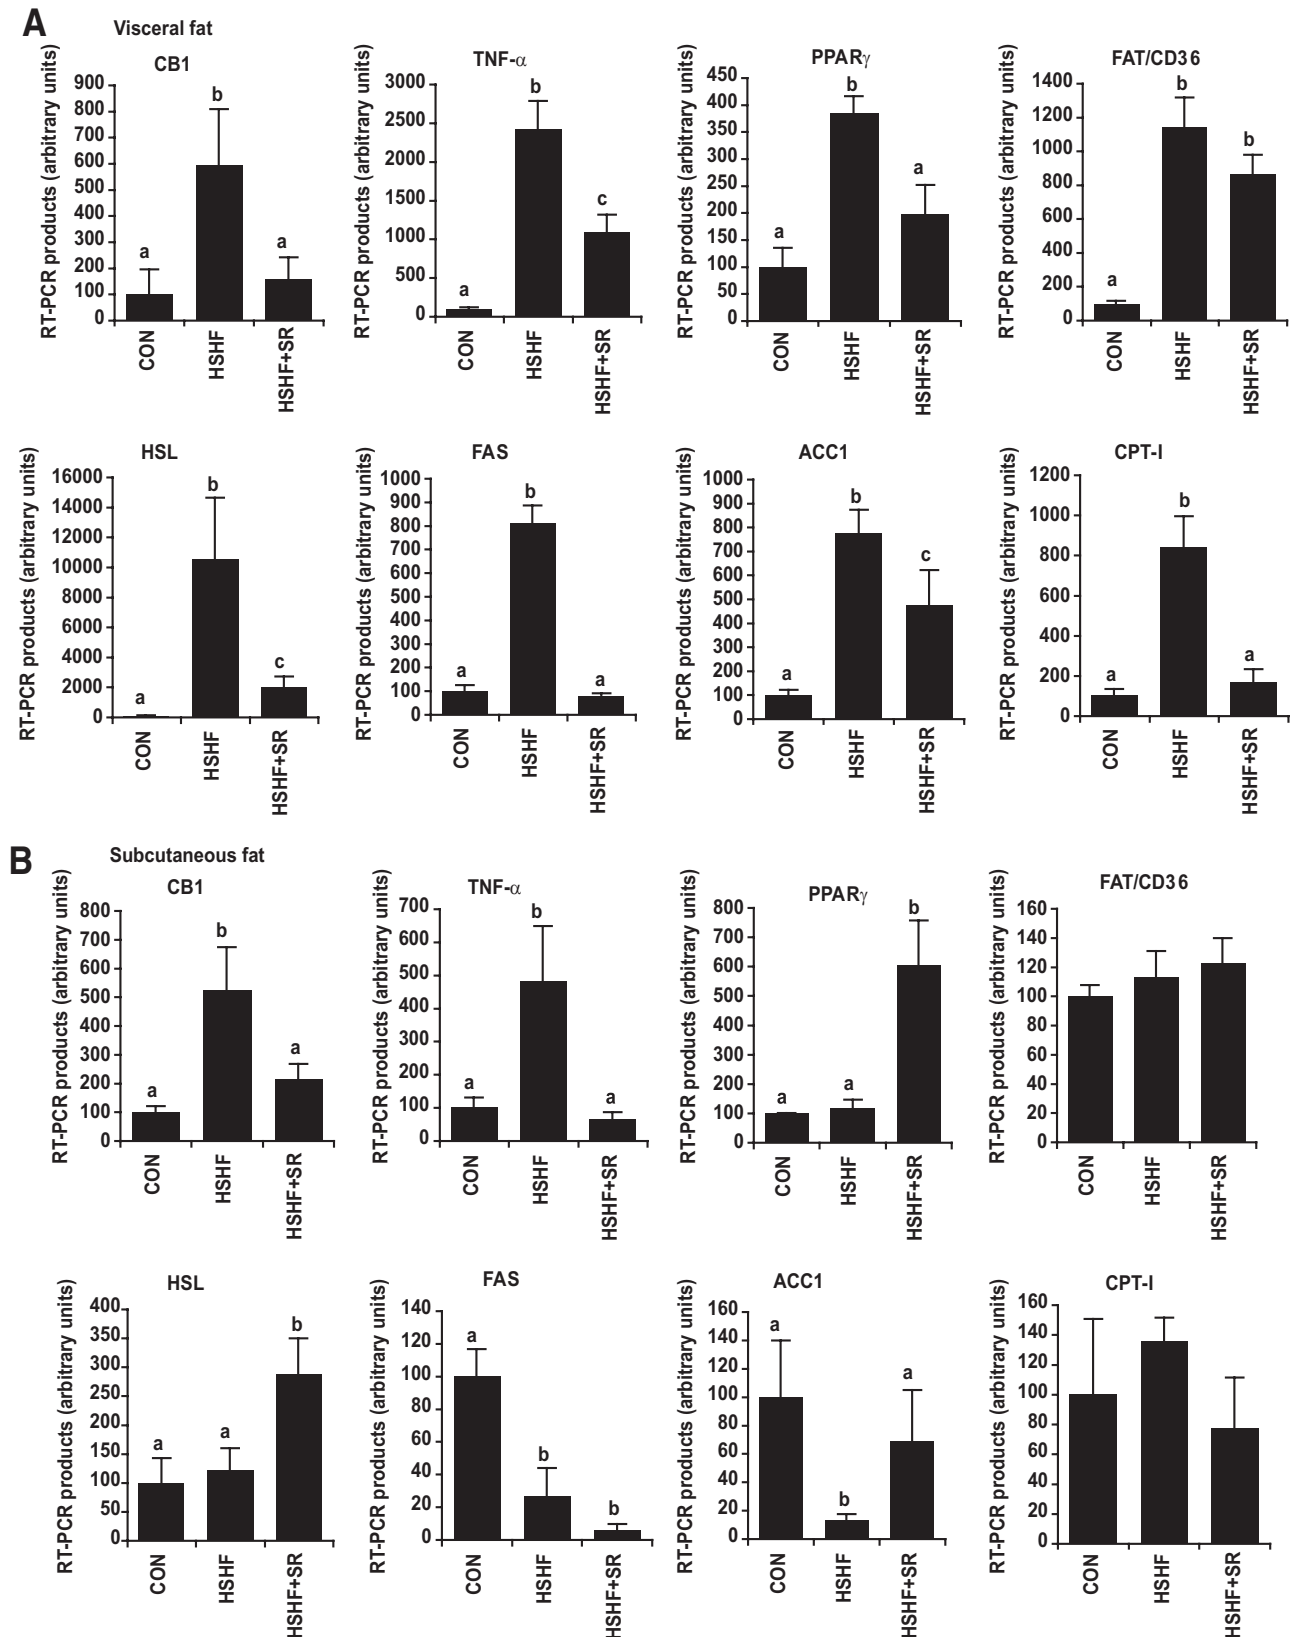 A
Visceral fat
CB1
RT-PCR products (arbitrary units)
900
800
700
600
500
400
300
200
100
0
a
b
a
CON
HSHF
HSHF+SR
TNF-α
RT-PCR products (arbitrary units)
3000
2500
2000
1500
1000
500
0
a
b
c
CON
HSHF
HSHF+SR
PPARγ
RT-PCR products (arbitrary units)
450
400
350
300
250
200
150
100
50
0
a
b
a
CON
HSHF
HSHF+SR
FAT/CD36
RT-PCR products (arbitrary units)
1400
1200
1000
800
600
400
200
0
a
b
b
CON
HSHF
HSHF+SR
HSL
RT-PCR products (arbitrary units)
16000
14000
12000
10000
8000
6000
4000
2000
0
a
b
c
CON
HSHF
HSHF+SR
FAS
RT-PCR products (arbitrary units)
1000
900
800
700
600
500
400
300
200
100
0
a
b
a
CON
HSHF
HSHF+SR
ACC1
RT-PCR products (arbitrary units)
1000
900
800
700
600
500
400
300
200
100
0
a
b
c
CON
HSHF
HSHF+SR
CPT-I
RT-PCR products (arbitrary units)
1200
1000
800
600
400
200
0
a
b
a
CON
HSHF
HSHF+SR
B
Subcutaneous fat
CB1
RT-PCR products (arbitrary units)
800
700
600
500
400
300
200
100
0
a
b
a
CON
HSHF
HSHF+SR
TNF-α
RT-PCR products (arbitrary units)
700
600
500
400
300
200
100
0
a
b
a
CON
HSHF
HSHF+SR
PPARγ
RT-PCR products (arbitrary units)
800
700
600
500
400
300
200
100
0
a
a
b
CON
HSHF
HSHF+SR
FAT/CD36
RT-PCR products (arbitrary units)
160
140
120
100
80
60
40
20
0
CON
HSHF
HSHF+SR
HSL
RT-PCR products (arbitrary units)
400
350
300
250
200
150
100
50
0
a
a
b
CON
HSHF
HSHF+SR
FAS
RT-PCR products (arbitrary units)
140
120
100
80
60
40
20
0
a
b
b
CON
HSHF
HSHF+SR
ACC1
RT-PCR products (arbitrary units)
160
140
120
100
80
60
40
20
0
a
b
a
CON
HSHF
HSHF+SR
CPT-I
RT-PCR products (arbitrary units)
160
140
120
100
80
60
40
20
0
CON
HSHF
HSHF+SR